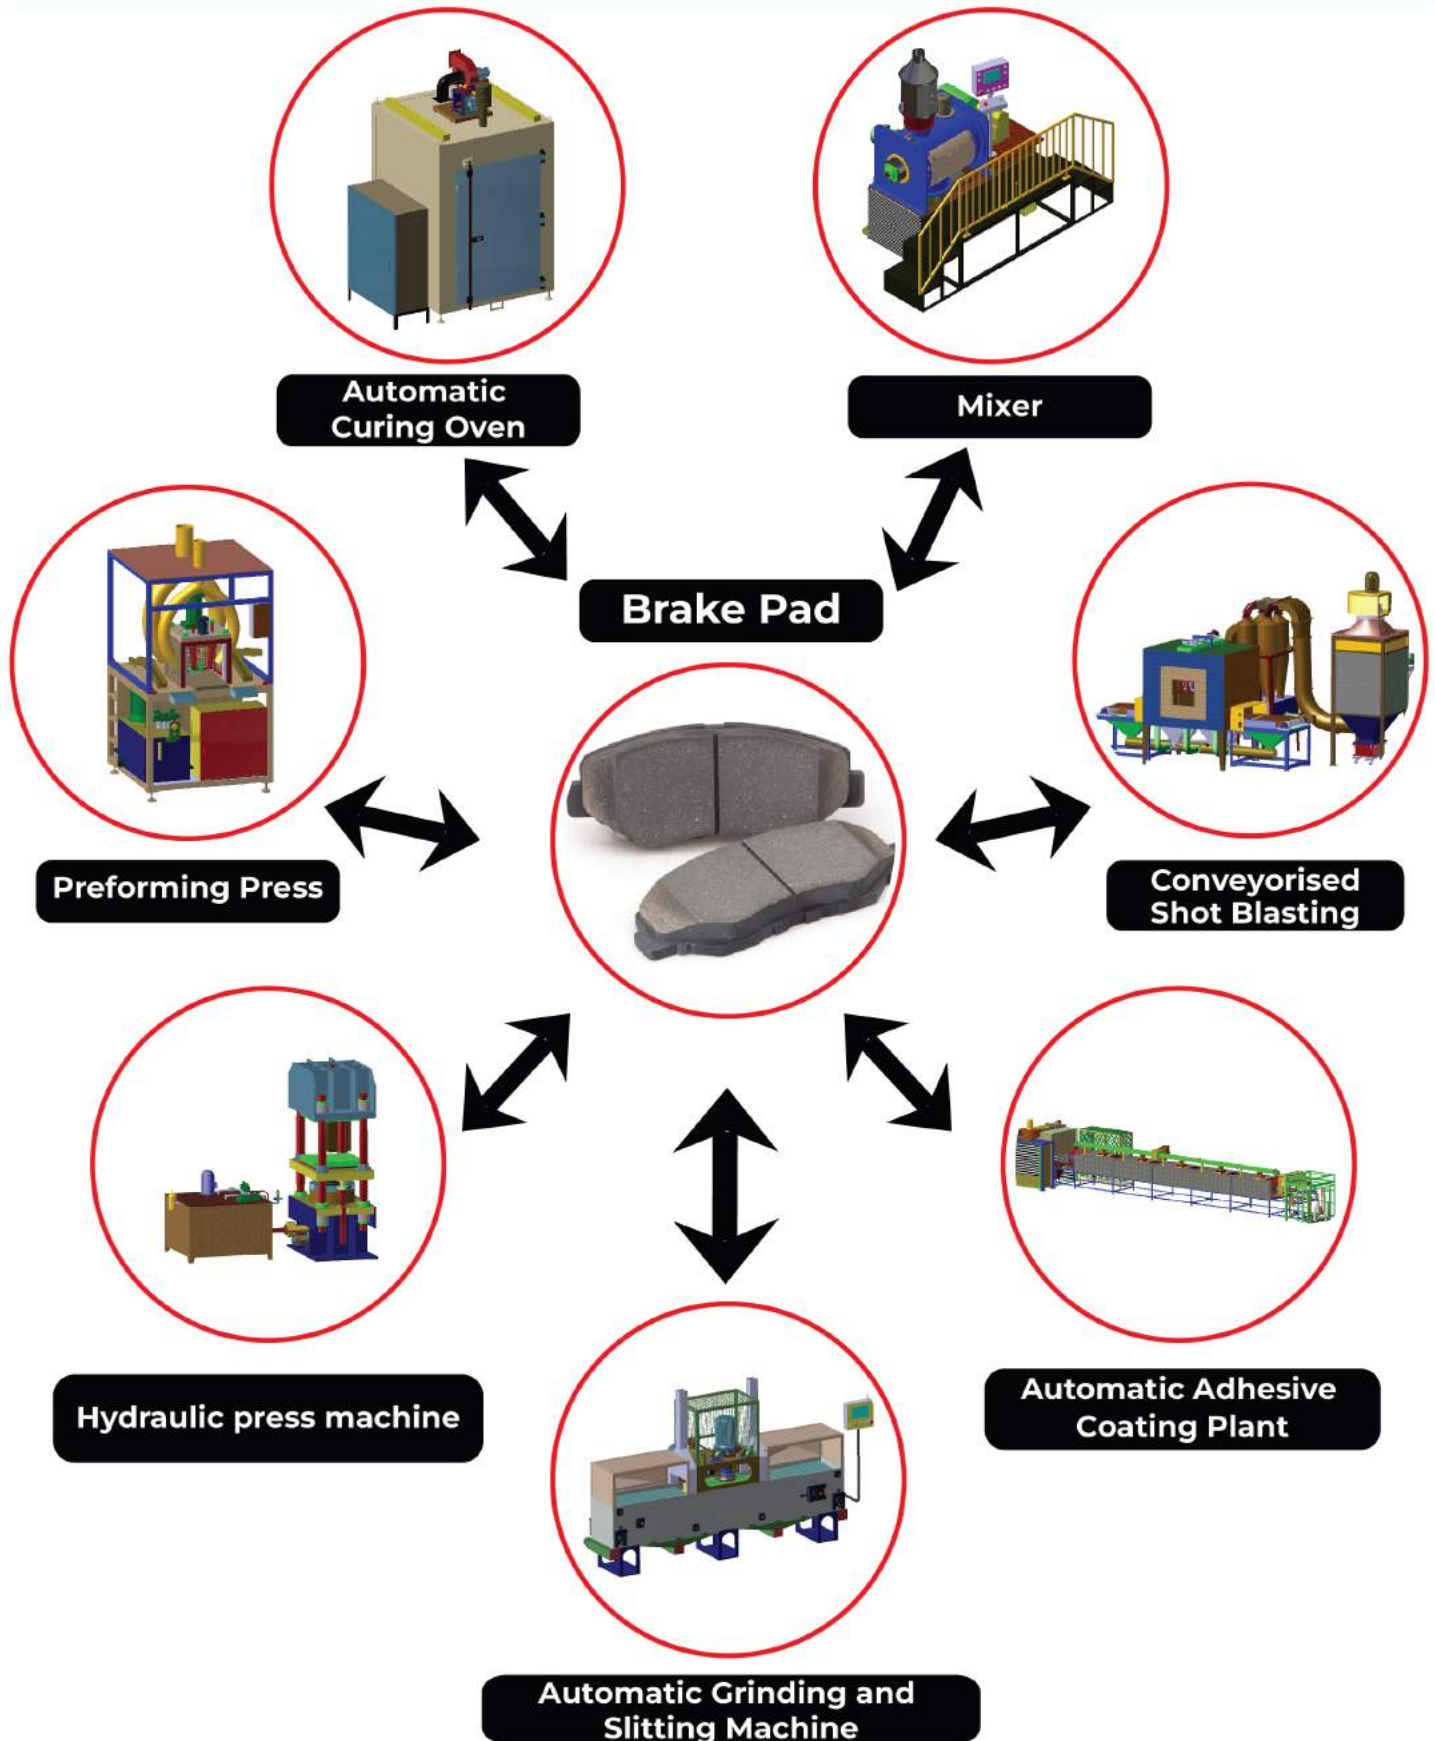 Automatic
Curing Oven
Mixer
Brake Pad
Preforming Press
Conveyorised
Shot Blasting
Hydraulic press machine
Automatic Adhesive
Coating Plant
Automatic Grinding and
Slitting Machine